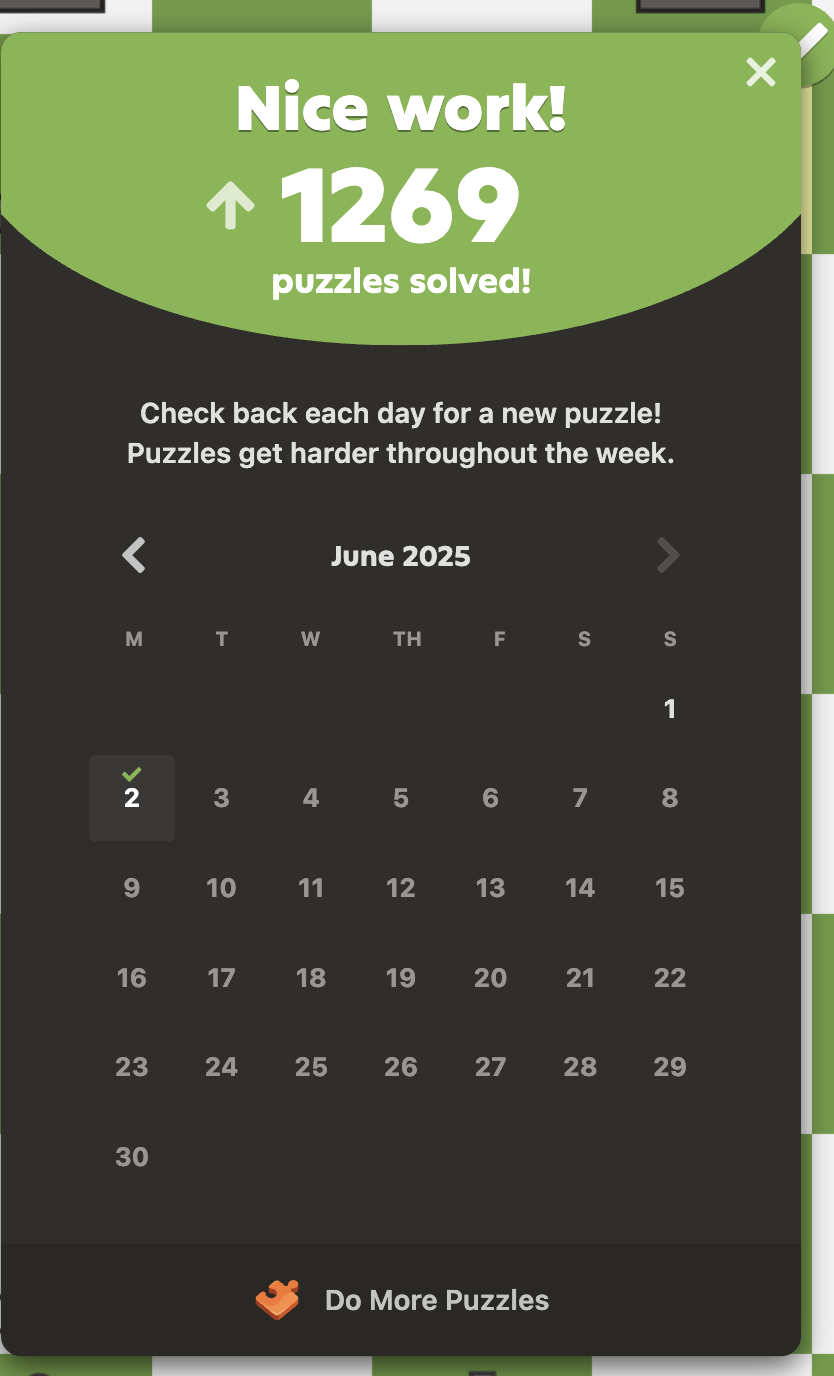 Nice work!
1269
puzzles solved!
Check back each day for a new puzzle!
Puzzles get harder throughout the week.
June 2025
M T W TH F S S
1
2 3 4 5 6 7 8
9 10 11 12 13 14 15
16 17 18 19 20 21 22
23 24 25 26 27 28 29
30
Do More Puzzles